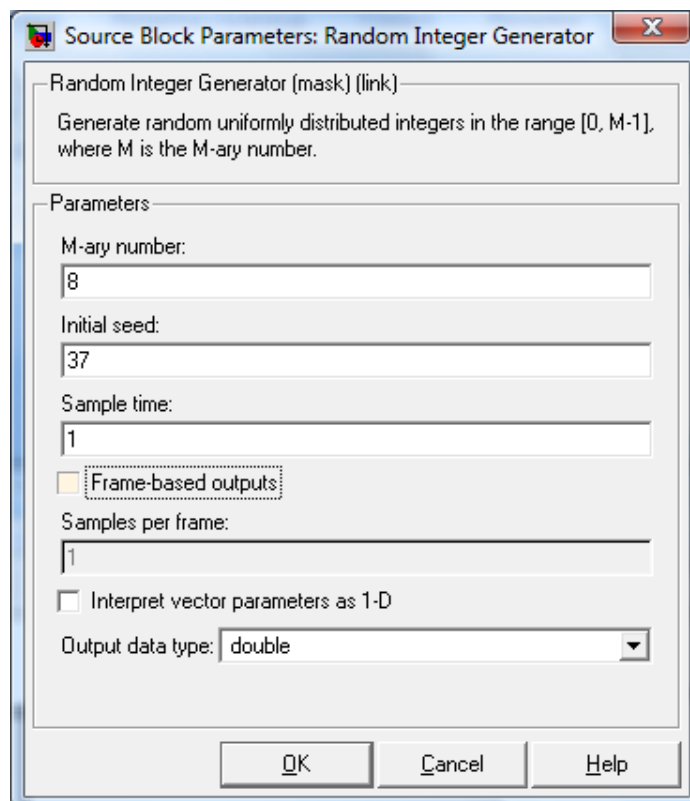 Source Block Parameters: Random Integer Generator
Random Integer Generator (mask) (link)
Generate random uniformly distributed integers in the range [0, M-1],
where M is the M-ary number.
Parameters
M-ary number:
8
Initial seed:
37
Sample time:
1
Frame-based outputs
Samples per frame:
1
Interpret vector parameters as 1-D
Output data type: double
OK Cancel Help